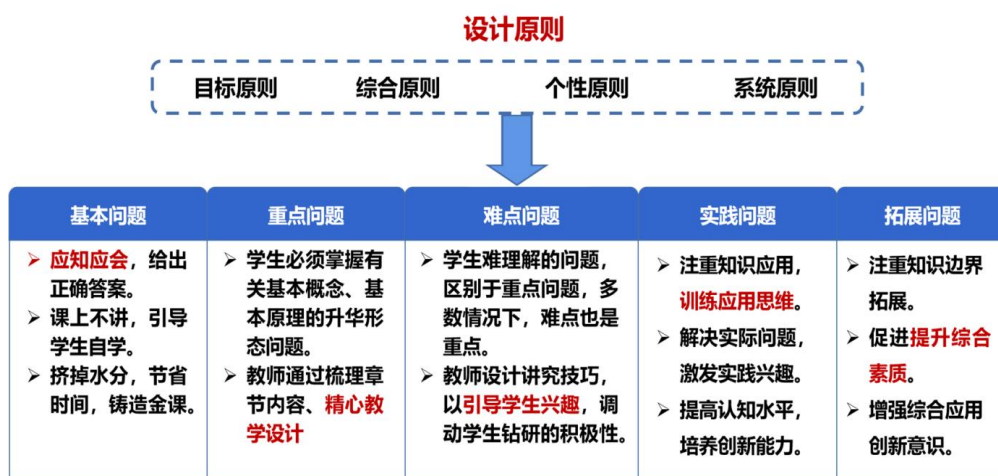 设计原则
目标原则 综合原则 个性原则 系统原则
基本问题
➢ 应知应会，给出
正确答案。
➢ 课上不讲，引导
学生自学。
➢ 挤掉水分，节省
时间，铸造金课。
重点问题
➢ 学生必须掌握有
关基本概念、基
本原理的升华形
态问题。
➢ 教师通过梳理章
节内容、精心教
学设计
难点问题
➢ 学生难理解的问题，
区别于重点问题，多
数情况下，难点也是
重点。
➢ 教师设计讲究技巧，
以引导学生兴趣，调
动学生钻研的积极性。
实践问题
➢ 注重知识应用，
训练应用思维。
➢ 解决实际问题，
激发实践兴趣。
➢ 提高认知水平，
培养创新能力。
拓展问题
➢ 注重知识边界
拓展。
➢ 促进提升综合
素质。
➢ 增强综合应用
创新意识。